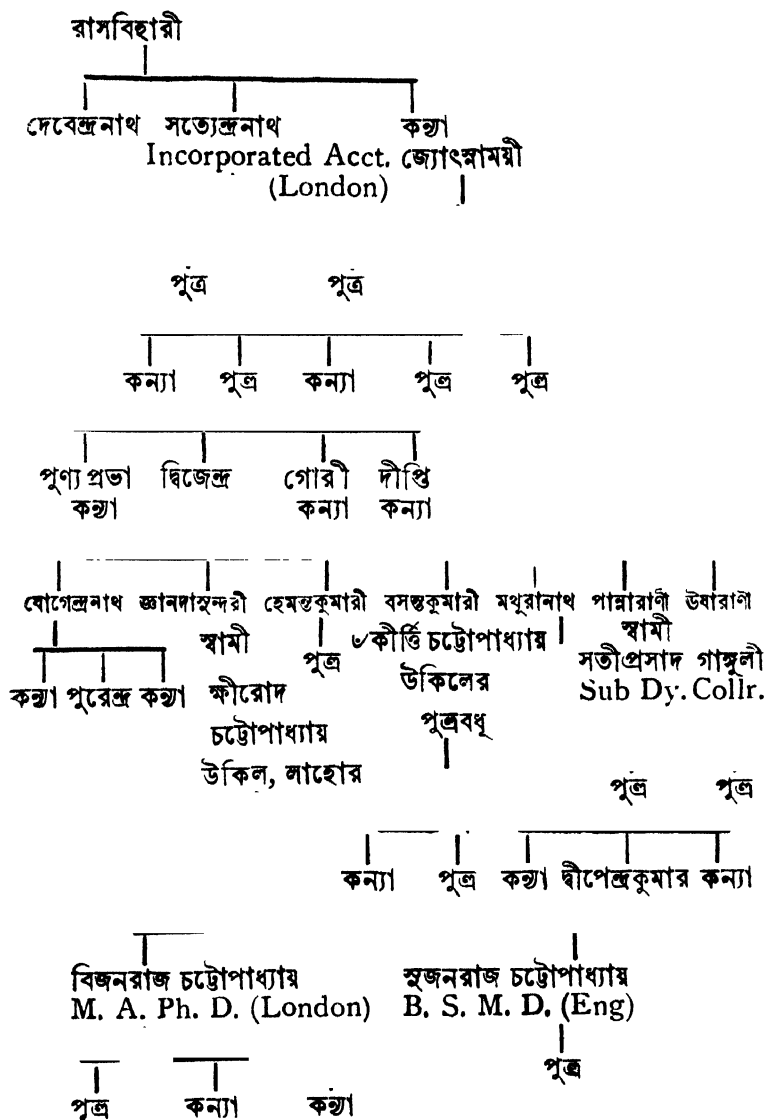 রাসবিহারী
দেবেন্দ্রনাথ সত্যেন্দ্রনাথ কন্যা
Incorporated Acct. জ্যোৎস্নাময়ী
(London)
পুত্র পুত্র
কন্যা পুত্ৰ কন্যা পুত্ৰ পুত্ৰ
পুণ্য প্রভা দ্বিজেন্দ্র গোরী দীপ্তি
কন্যা কন্যা কন্যা
যোগেন্দ্রনাথ জ্ঞানদাসুন্দরী হেমন্তকুমারী বসন্তকুমারী মথুরানাথ পান্নারাণী ঊষারাণী
স্বামী পুত্র ৺কীর্ত্তি চট্টোপাধ্যায় স্বামী
কন্যা পুরেন্দ্র কন্যা ক্ষীরোদ উকিলের সতীপ্রসাদ গাঙ্গুলী
চট্টোপাধ্যায় পুত্রবধূ Sub Dy. Collr.
উকিল, লাহোর
পুত্র পুত্র
কন্যা পুত্র কন্যা দ্বীপেন্দ্রকুমার কন্যা
বিজনরাজ চট্টোপাধ্যায় সুজনরাজ চট্টোপাধ্যায়
M. A. Ph. D. (London) B. S. M. D. (Eng)
পুত্র
পুত্র কন্যা কন্যা